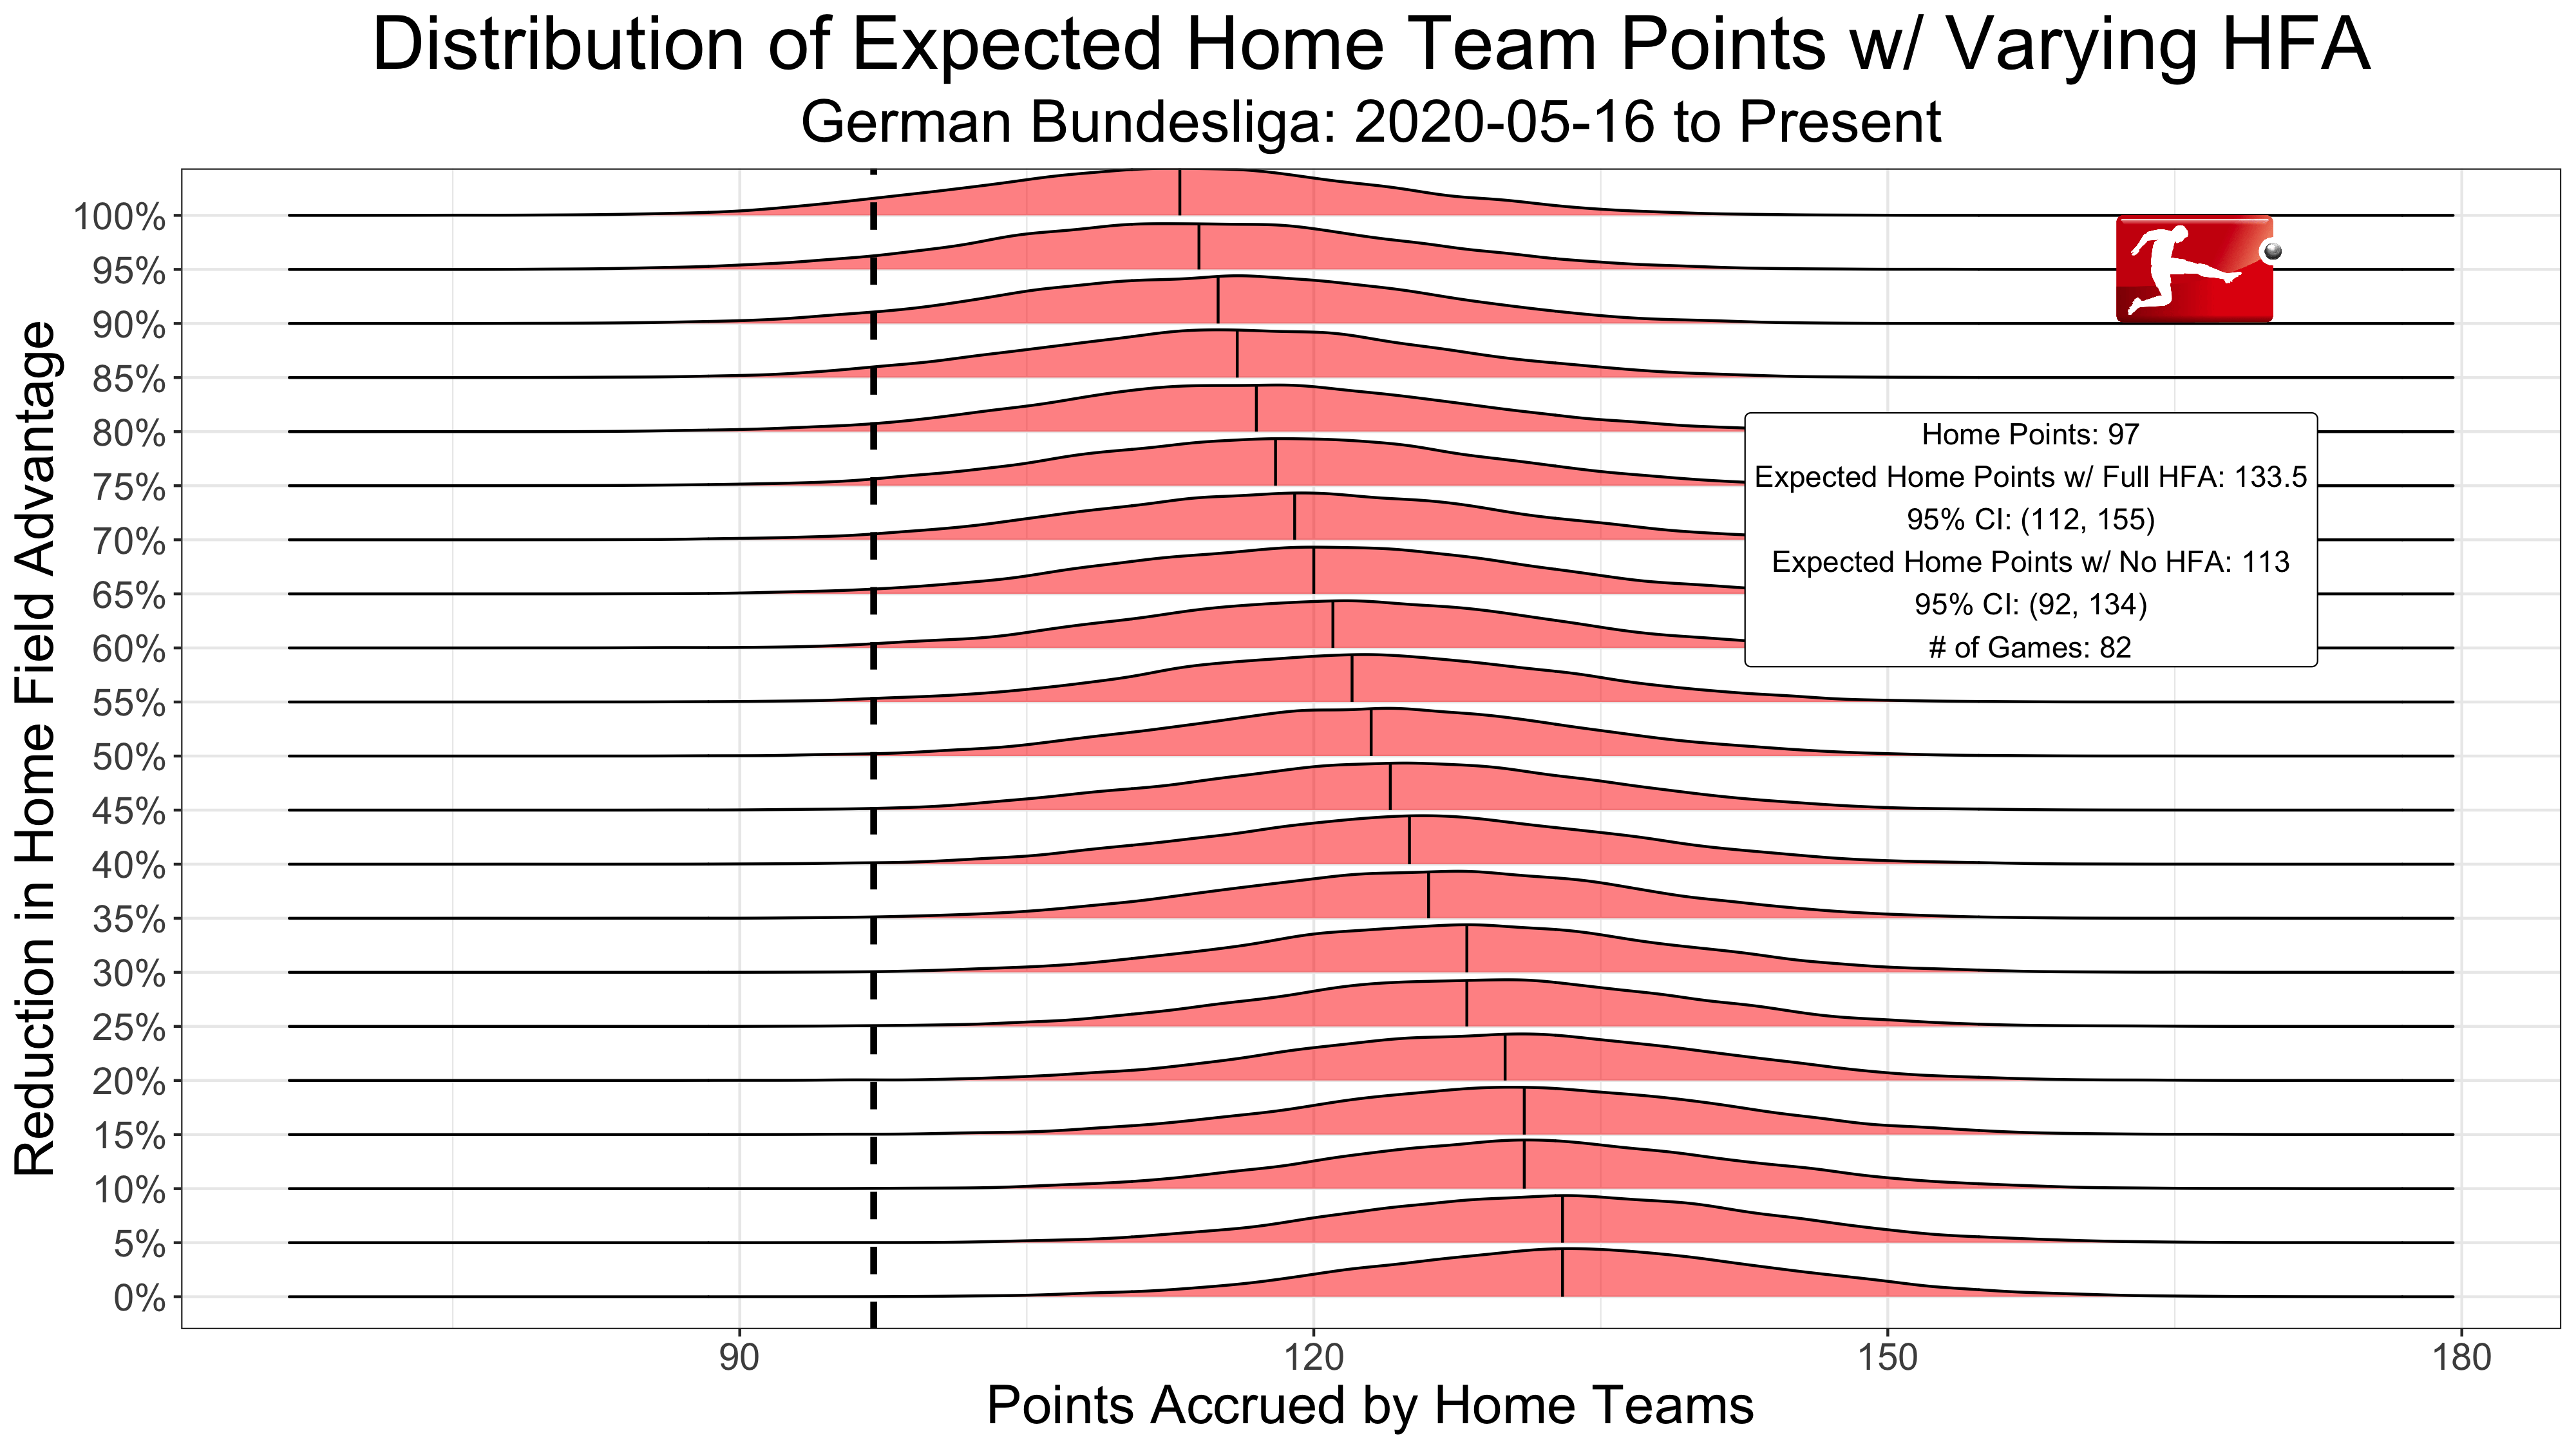 Distribution of Expected Home Team Points w/ Varying HFA
German Bundesliga: 2020-05-16 to Present
Reduction in Home Field Advantage
100%
95%
90%
85%
80%
75%
70%
65%
60%
55%
50%
45%
40%
35%
30%
25%
20%
15%
10%
5%
0%
Home Points: 97
Expected Home Points w/ Full HFA: 133.5
95% CI: (112, 155)
Expected Home Points w/ No HFA: 113
95% CI: (92, 134)
# of Games: 82
90 120 150 180
Points Accrued by Home Teams